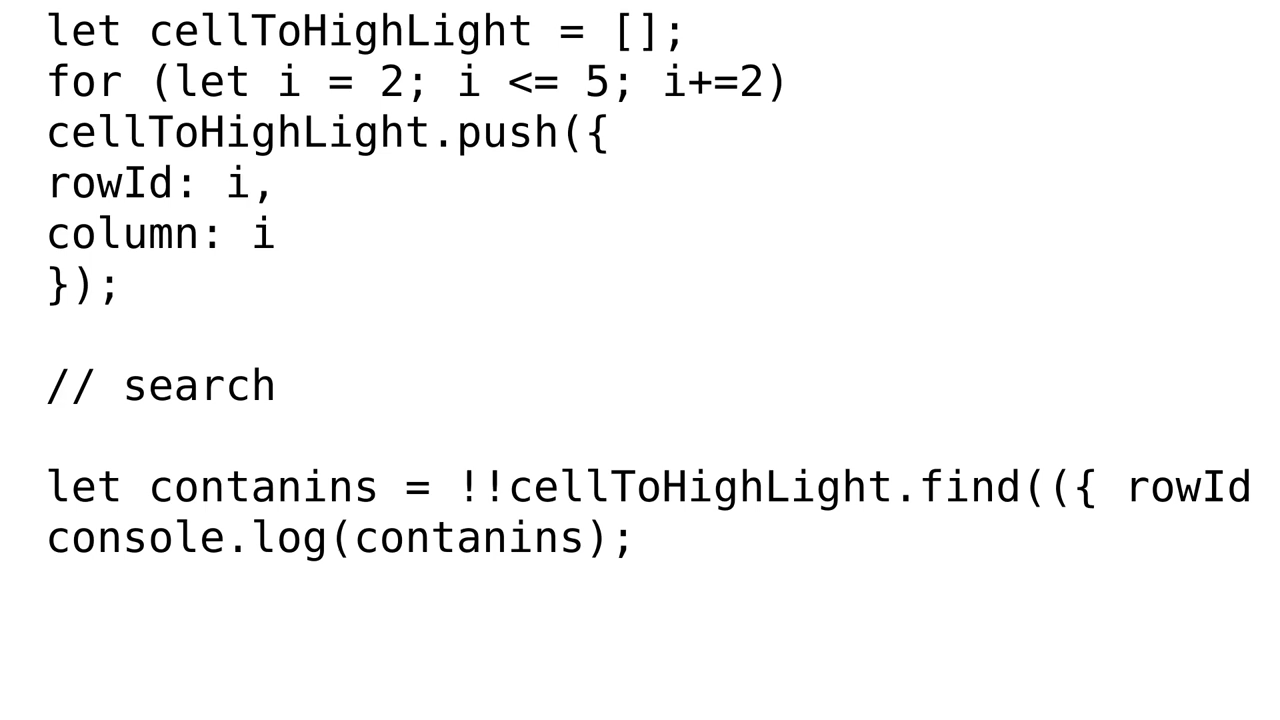 let cellToHighLight = [];
for (let i = 2; i <= 5; i+=2)
cellToHighLight.push({
rowId: i,
column: i
});
// search
let contanins = !!cellToHighLight.find(({ rowId
console.log(contanins);